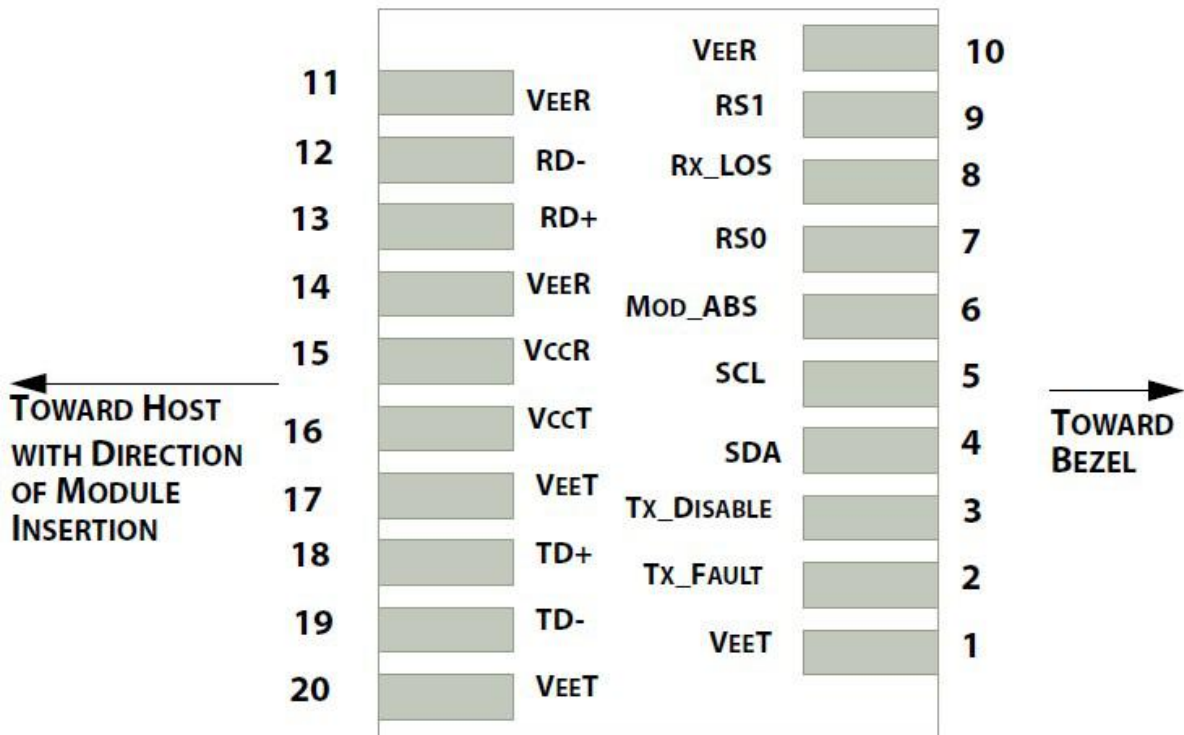 11 VEER
12 RD-
13 RD+
14 VEER
15 VCCR
16 VCCT
17 VEET
18 TD+
19 TD-
20 VEET
VEER 10
RS1 9
RX_LOS 8
RS0 7
MOD_ABS 6
SCL 5
SDA 4
TX_DISABLE 3
TX_FAULT 2
VEET 1
TOWARD HOST
WITH DIRECTION
OF MODULE
INSERTION
TOWARD
BEZEL